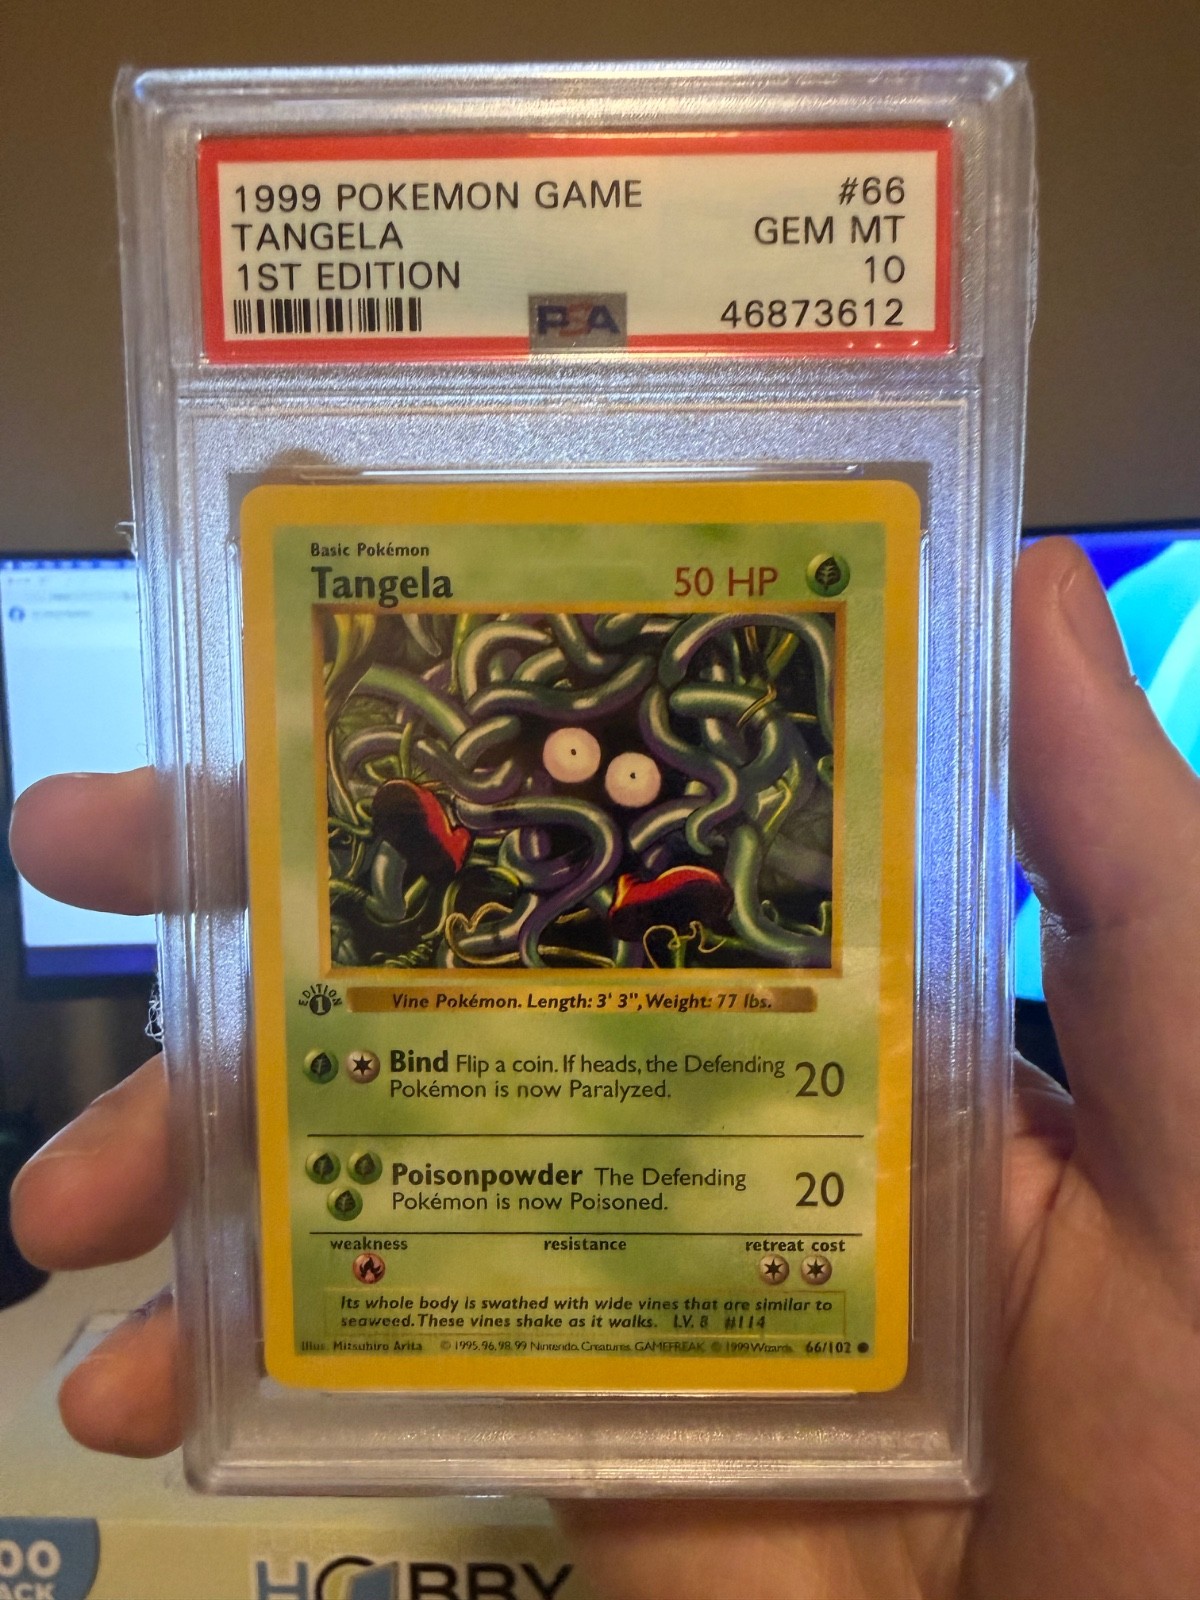 1999 POKEMON GAME #66
TANGELA GEM MT
1ST EDITION 10
PSA 46873612
Basic Pokémon
Tangela 50 HP
EDITION 1
Vine Pokémon. Length: 3' 3", Weight: 77 lbs.
Bind Flip a coin. If heads, the Defending
Pokémon is now Paralyzed. 20
Poisonpowder The Defending
Pokémon is now Poisoned. 20
weakness resistance retreat cost
Its whole body is swathed with wide vines that are similar to
seaweed. These vines shake as it walks. LV. 8 #114
Illus. Mitsuhiro Arita © 1995, 96, 98, 99 Nintendo, Creatures, GAMEFREAK. © 1999 Wizards. 66/102
00
ACK
HOBBY